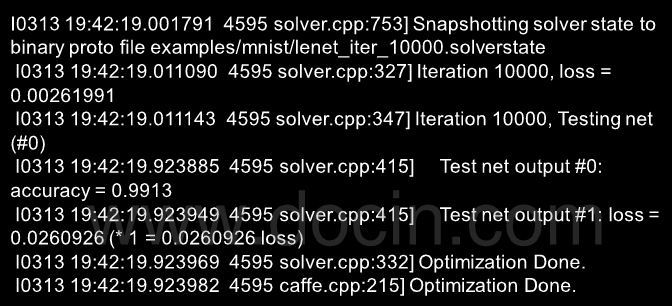 I0313 19:42:19.001791  4595 solver.cpp:753] Snapshotting solver state to
binary proto file examples/mnist/lenet_iter_10000.solverstate
I0313 19:42:19.011090  4595 solver.cpp:327] Iteration 10000, loss =
0.00261991
I0313 19:42:19.011143  4595 solver.cpp:347] Iteration 10000, Testing net
(#0)
I0313 19:42:19.923885  4595 solver.cpp:415]     Test net output #0:
accuracy = 0.9913
I0313 19:42:19.923949  4595 solver.cpp:415]     Test net output #1: loss =
0.0260926 (* 1 = 0.0260926 loss)
I0313 19:42:19.923969  4595 solver.cpp:332] Optimization Done.
I0313 19:42:19.923982  4595 caffe.cpp:215] Optimization Done.
www.docin.com